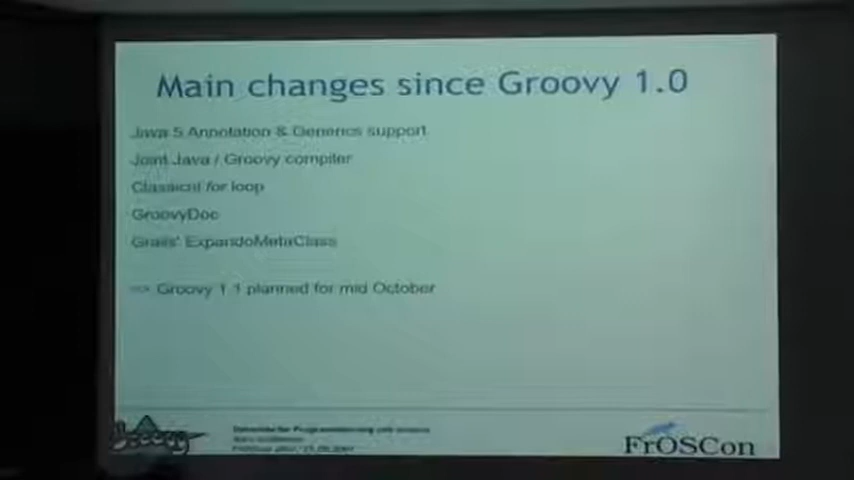 Main changes since Groovy 1.0
Java 5 Annotation & Generics support
Joint Java / Groovy compiler
Classical for loop
GroovyDoc
Grails' ExpandoMetaClass
Groovy 1.1 planned for mid October
Groovy
FrOSCon